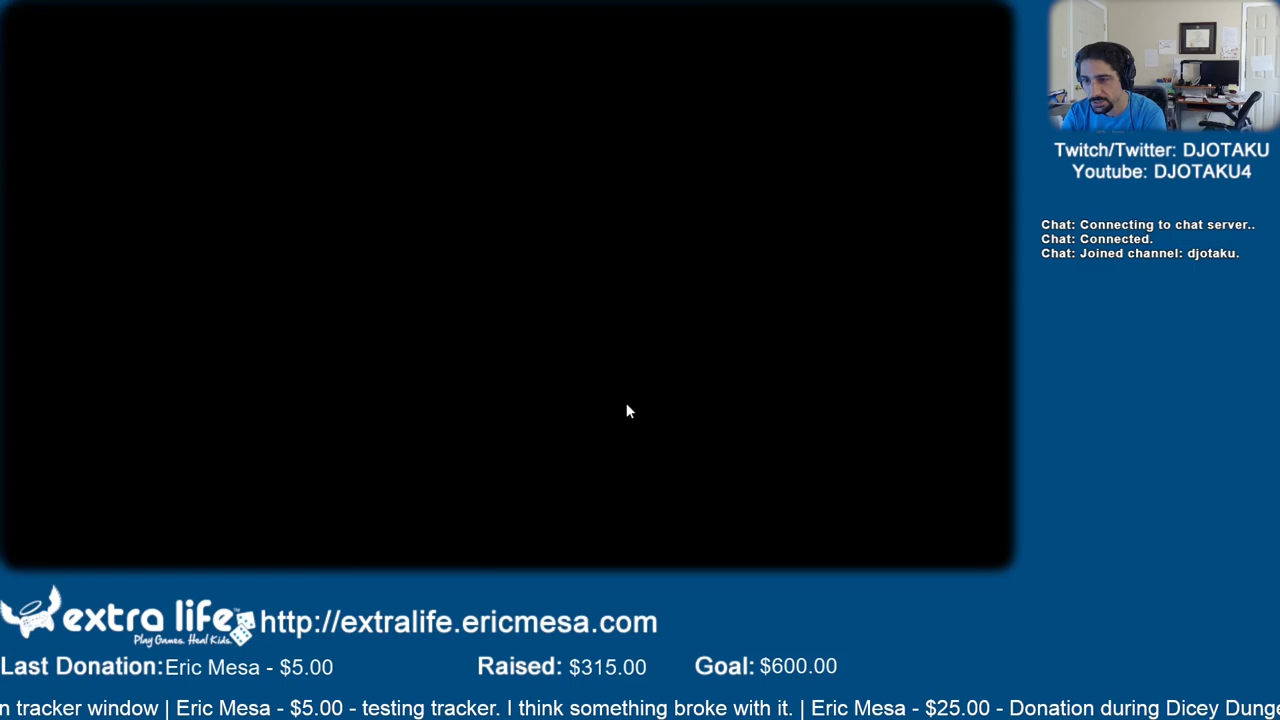 Twitch/Twitter: DJOTAKU
Youtube: DJOTAKU4
Chat: Connecting to chat server..
Chat: Connected.
Chat: Joined channel: djotaku.
extra life
Play Games. Heal Kids.
http://extralife.ericmesa.com
Last Donation: Eric Mesa - $5.00 Raised: $315.00 Goal: $600.00
n tracker window | Eric Mesa - $5.00 - testing tracker. I think something broke with it. | Eric Mesa - $25.00 - Donation during Dicey Dunge